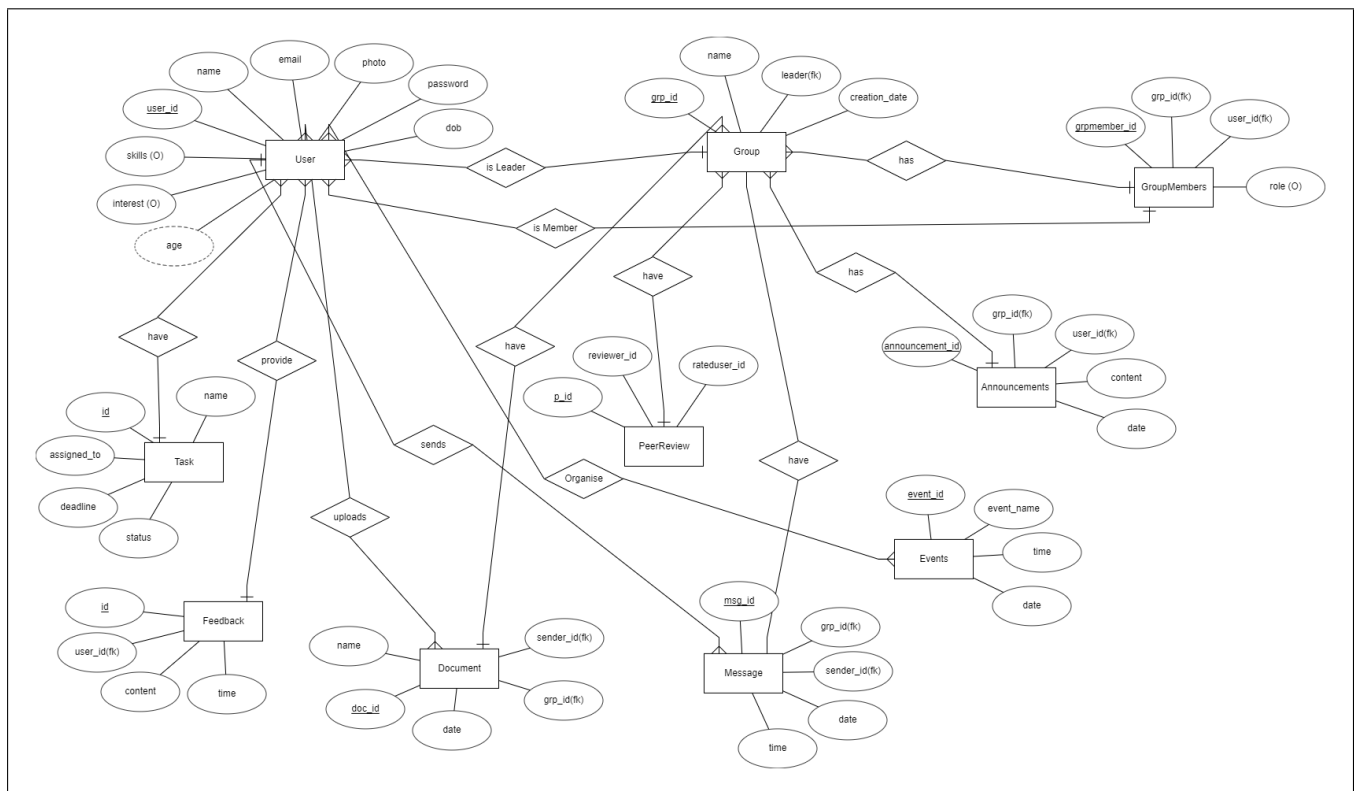 email
photo
name
password
user_id
dob
skills (O)
User
interest (O)
age
name
leader(fk)
grp_id
creation_date
Group
is Leader
has
is Member
grp_id(fk)
grpmember_id
user_id(fk)
GroupMembers
role (O)
have
provide
have
have
has
grp_id(fk)
user_id(fk)
announcement_id
content
Announcements
date
reviewer_id
rateduser_id
p_id
PeerReview
name
id
assigned_to
Task
deadline
status
sends
Organise
have
uploads
event_id
event_name
Events
time
date
id
Feedback
user_id(fk)
content
time
name
sender_id(fk)
Document
doc_id
grp_id(fk)
date
msg_id
grp_id(fk)
Message
sender_id(fk)
date
time